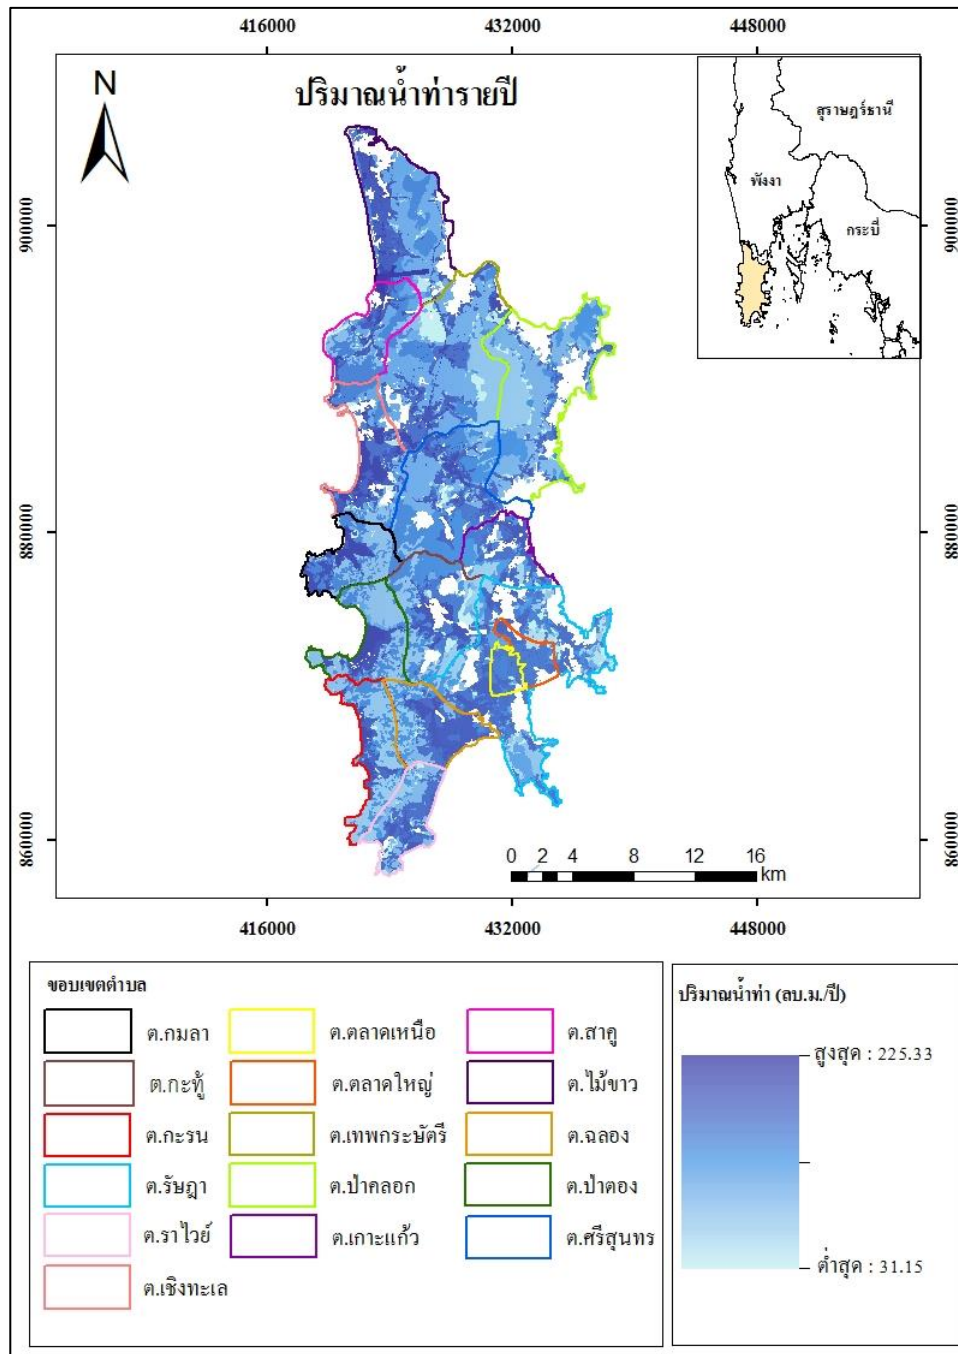 416000 432000 448000
N
ปริมาณน้ำท่ารายปี
สุราษฎร์ธานี
พังงา
กระบี่
900000 900000
880000 880000
860000 860000
0 2 4 8 12 16
km
416000 432000 448000
ขอบเขตตำบล
ต.กมลา
ต.กะทู้
ต.กะรน
ต.รัษฎา
ต.ราไวย์
ต.เชิงทะเล
ต.ตลาดเหนือ
ต.ตลาดใหญ่
ต.เทพกระษัตรี
ต.ป่าคลอก
ต.เกาะแก้ว
ต.สาคู
ต.ไม้ขาว
ต.ฉลอง
ต.ป่าตอง
ต.ศรีสุนทร
ปริมาณน้ำท่า (ลบ.ม./ปี)
สูงสุด : 225.33
ต่ำสุด : 31.15